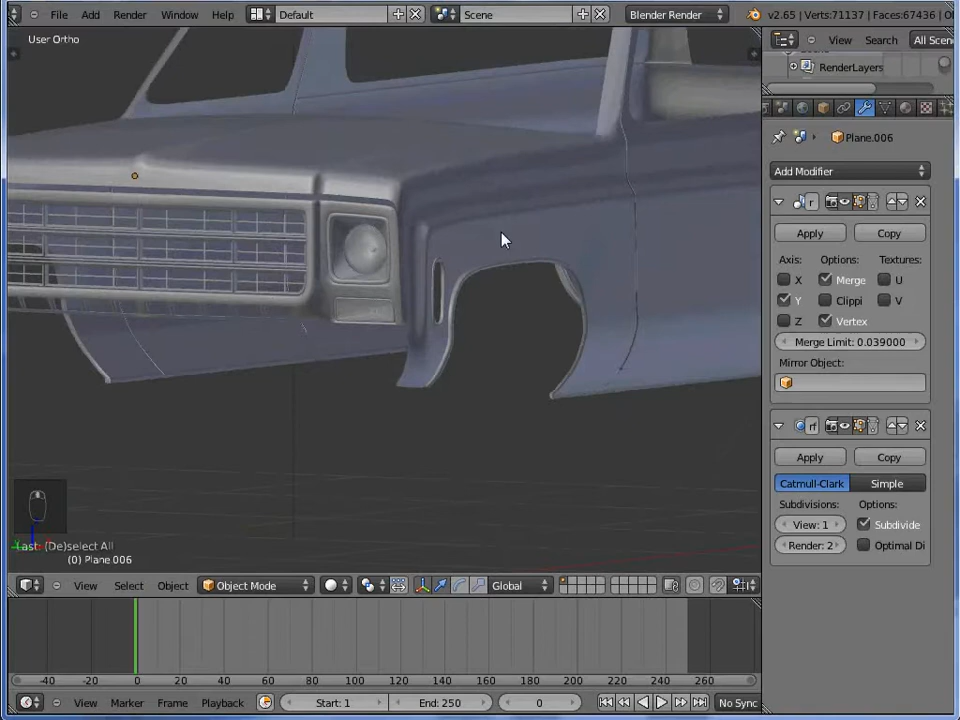 File Add Render Window Help Default Scene Blender Render v2.65 | Verts:71137 | Faces:67436 | O
User Ortho
View Search All Scen
RenderLayers
Plane.006
Add Modifier
Apply Copy
Axis: Options: Textures:
X Merge U
Y Clippi V
Z Vertex
Merge Limit: 0.039000
Mirror Object:
rf
Apply Copy
Catmull-Clark Simple
Subdivisions: Options:
View: 1 Subdivide
Render: 2 Optimal Di
Last: (De)select All
(0) Plane.006
View Select Object Object Mode Global
-40 -20 0 20 40 60 80 100 120 140 160 180 200 220 240 260
View Marker Frame Playback Start: 1 End: 250 0 No Sync